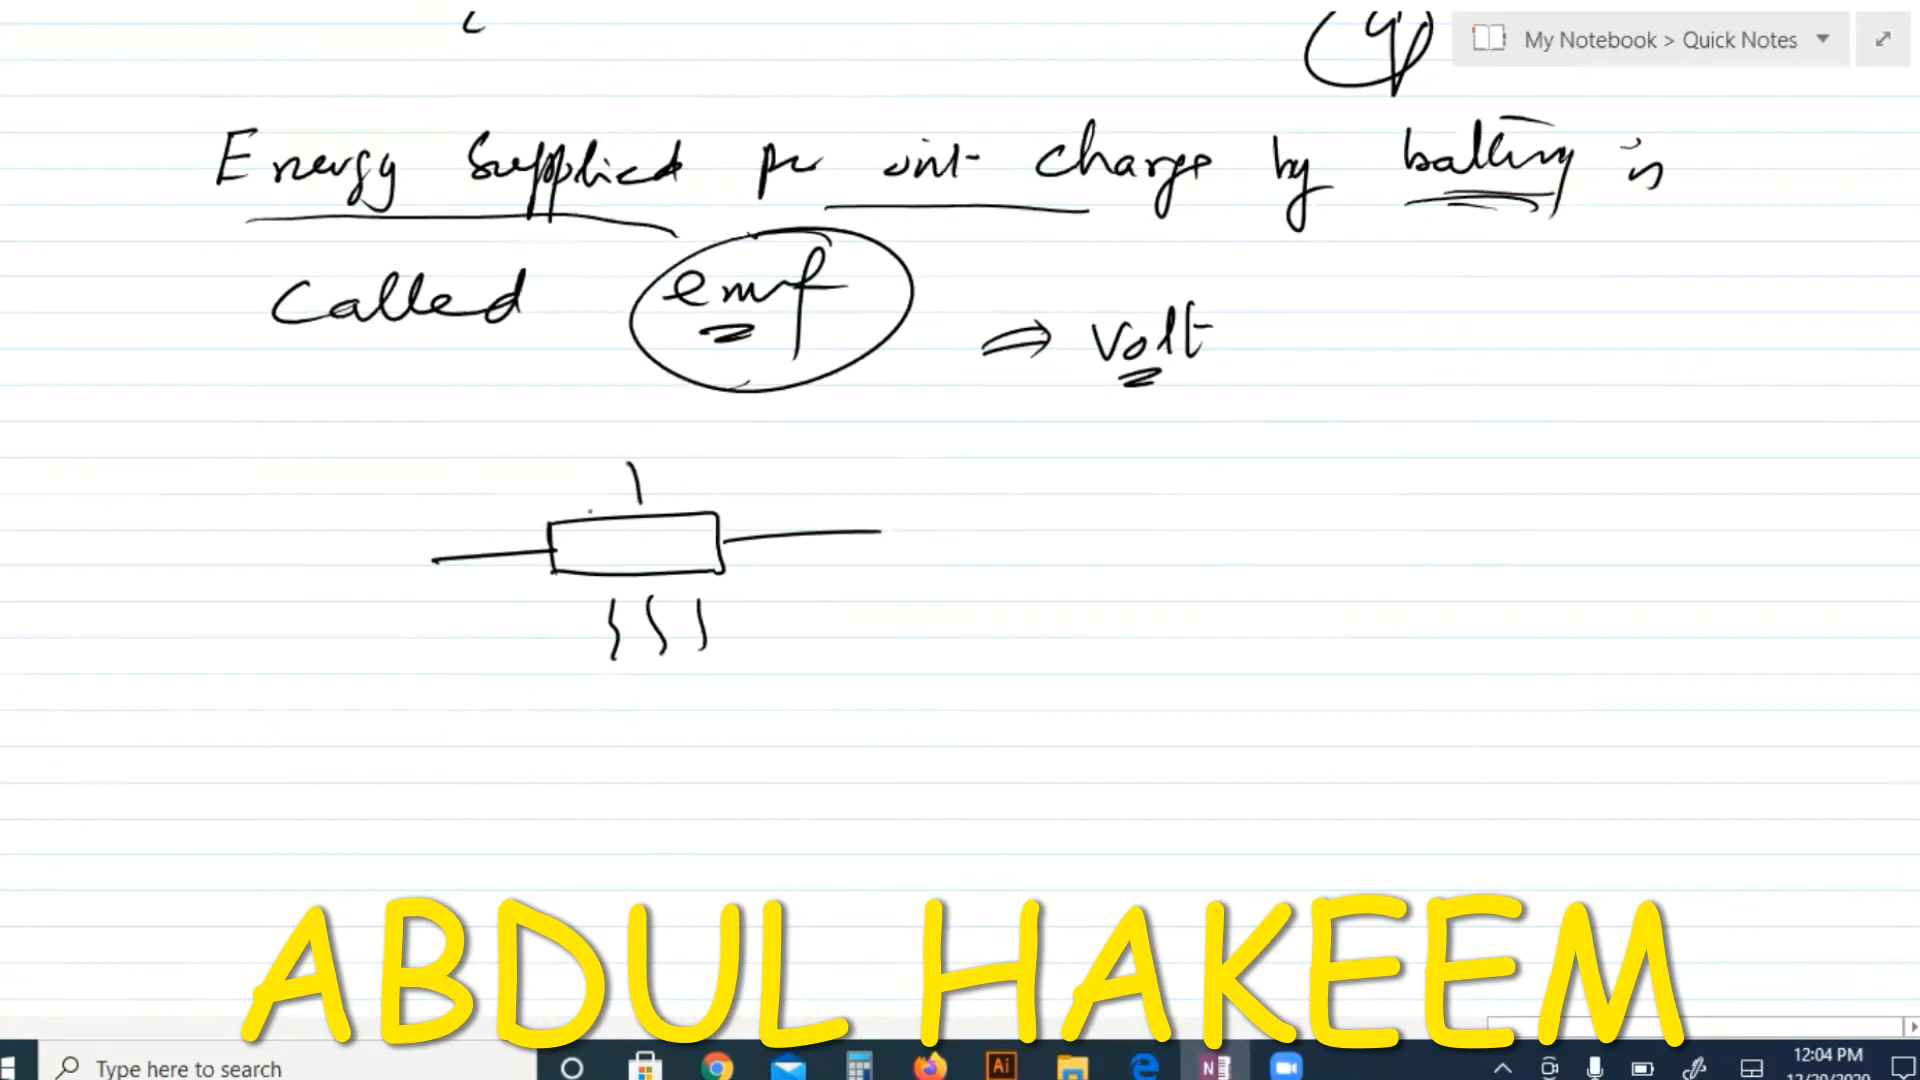 My Notebook > Quick Notes
Energy Supplied per unit charge by battery is
Called emf ⇒ Volt
ABDUL HAKEEM
Type here to search
Ai
N
12:04 PM